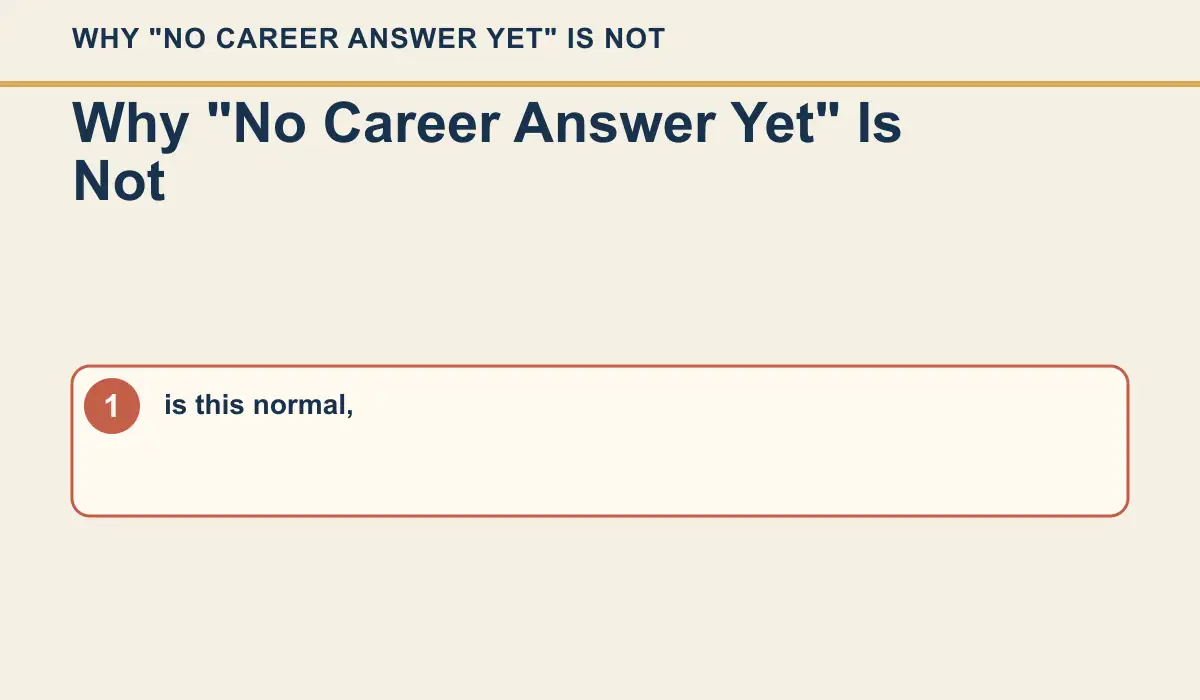 WHY "NO CAREER ANSWER YET" IS NOT
Why "No Career Answer Yet" Is
Not
1 is this normal,